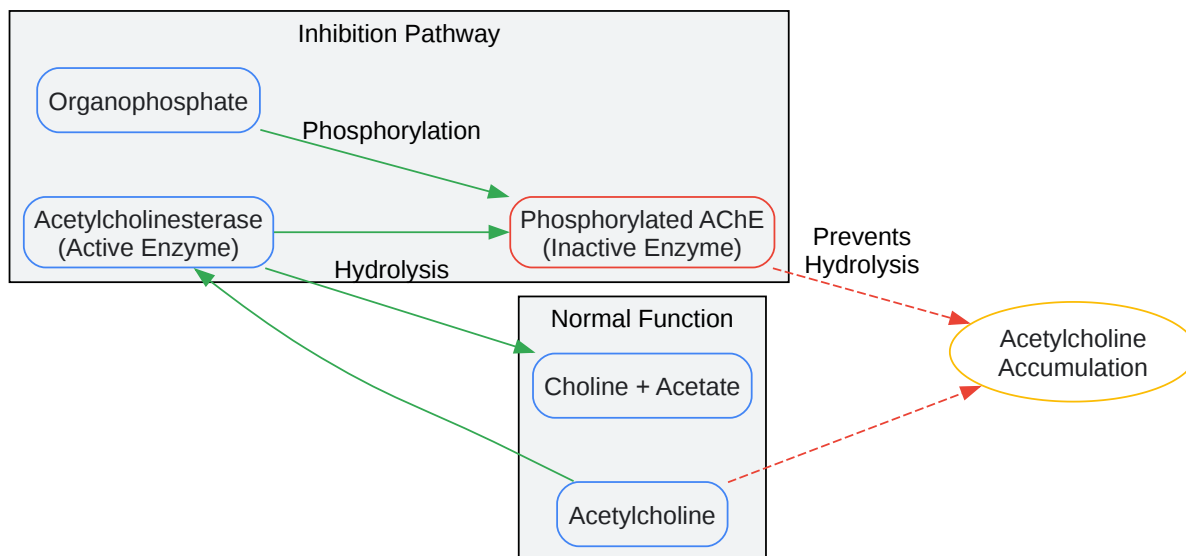 Inhibition Pathway
Organophosphate
Phosphorylation
Acetylcholinesterase
(Active Enzyme)
Phosphorylated AChE
(Inactive Enzyme)
Prevents
Hydrolysis
Hydrolysis
Normal Function
Choline + Acetate
Acetylcholine
Accumulation
Acetylcholine